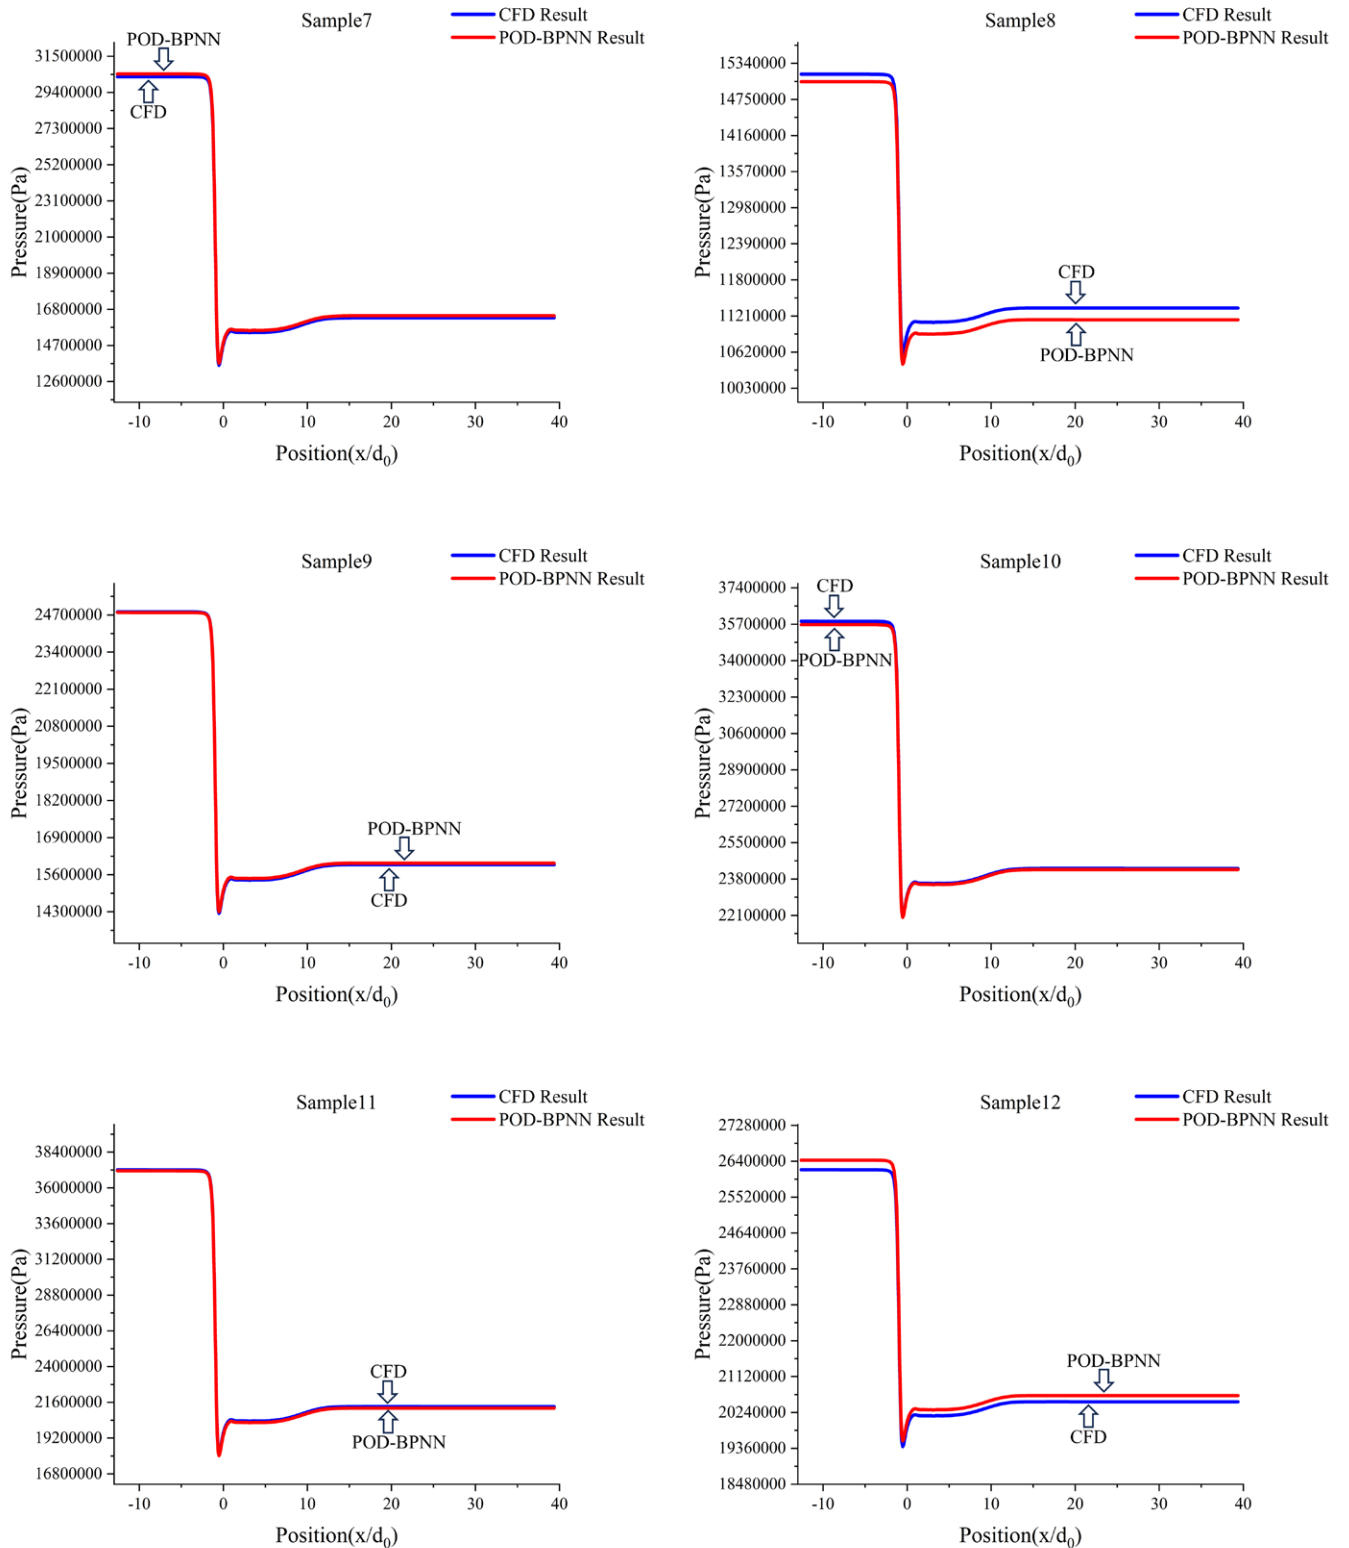 Sample7
CFD Result
POD-BPNN Result
POD-BPNN
CFD
31500000
29400000
27300000
25200000
23100000
21000000
18900000
16800000
14700000
12600000
Pressure(Pa)
-10 0 10 20 30 40
Position(x/d0)
Sample8
CFD Result
POD-BPNN Result
15340000
14750000
14160000
13570000
12980000
12390000
11800000
11210000
10620000
10030000
Pressure(Pa)
CFD
POD-BPNN
-10 0 10 20 30 40
Position(x/d0)
Sample9
CFD Result
POD-BPNN Result
24700000
23400000
22100000
20800000
19500000
18200000
16900000
15600000
14300000
Pressure(Pa)
POD-BPNN
CFD
-10 0 10 20 30 40
Position(x/d0)
Sample10
CFD Result
POD-BPNN Result
CFD
POD-BPNN
37400000
35700000
34000000
32300000
30600000
28900000
27200000
25500000
23800000
22100000
Pressure(Pa)
-10 0 10 20 30 40
Position(x/d0)
Sample11
CFD Result
POD-BPNN Result
38400000
36000000
33600000
31200000
28800000
26400000
24000000
21600000
19200000
16800000
Pressure(Pa)
CFD
POD-BPNN
-10 0 10 20 30 40
Position(x/d0)
Sample12
CFD Result
POD-BPNN Result
27280000
26400000
25520000
24640000
23760000
22880000
22000000
21120000
20240000
19360000
18480000
Pressure(Pa)
POD-BPNN
CFD
-10 0 10 20 30 40
Position(x/d0)